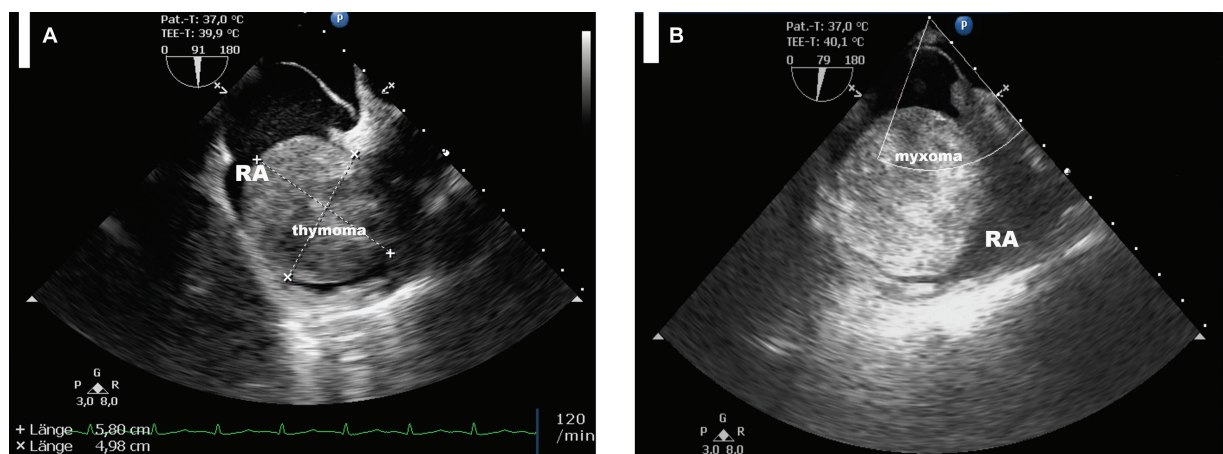 A
Pat.-T: 37,0 °C
TEE-T: 39,9 °C
0 91 180
P
RA
thymoma
G
P R
3,0 8,0
+ Länge 5,80 cm
× Länge 4,98 cm
120
/min
B
Pat.-T: 37,0 °C
TEE-T: 40,1 °C
0 79 180
P
myxoma
RA
G
P R
3,0 8,0